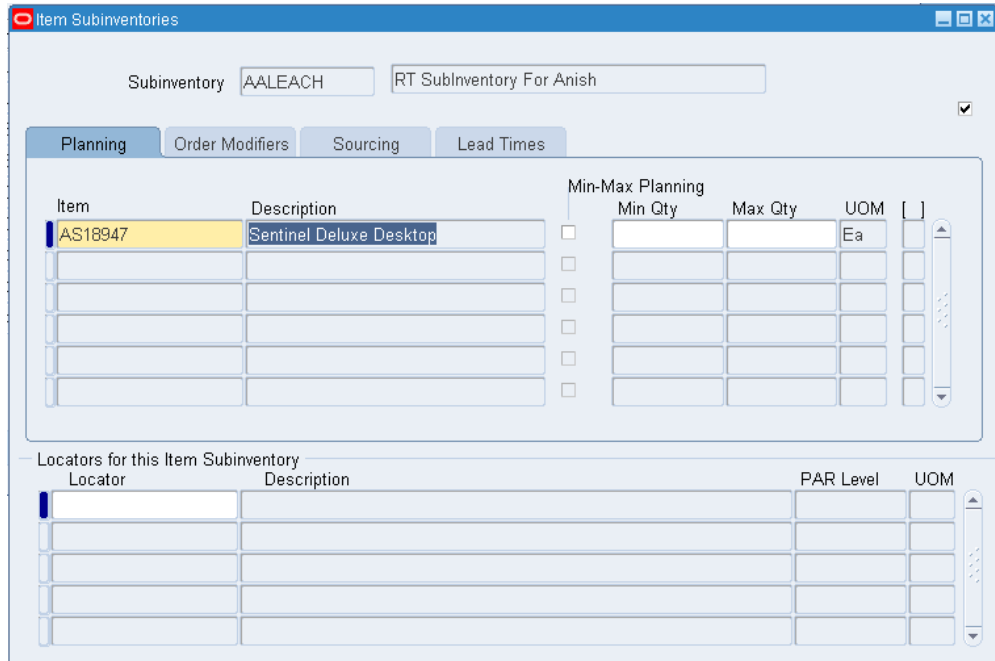 Item Subinventories
Subinventory AALEACH RT SubInventory For Anish
Planning Order Modifiers Sourcing Lead Times
Min-Max Planning
Item Description Min Qty Max Qty UOM [ ]
AS18947 Sentinel Deluxe Desktop Ea
Locators for this Item Subinventory
Locator Description PAR Level UOM